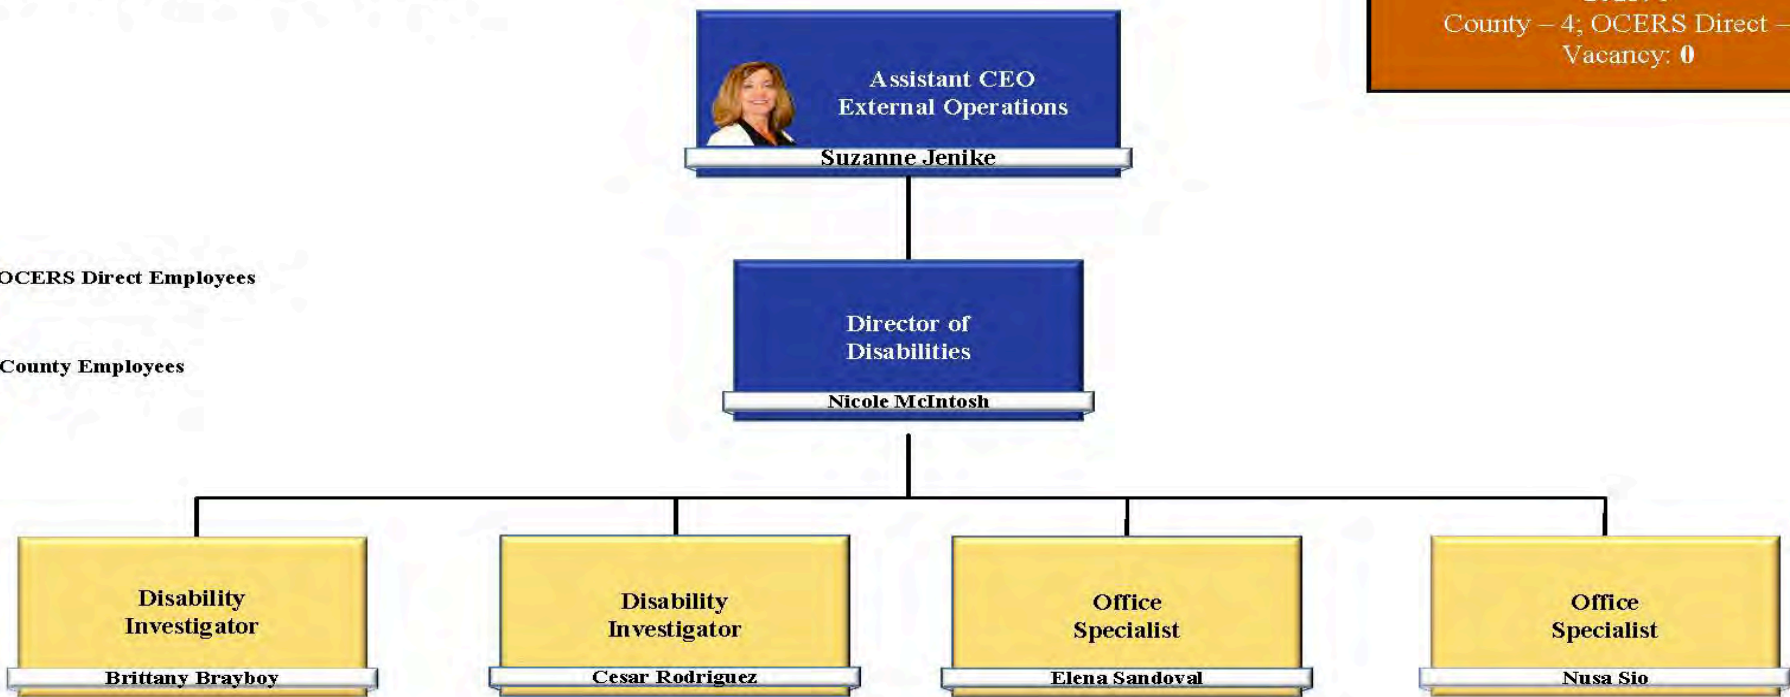 County – 4; OCERS Direct –
Vacancy: 0
Assistant CEO
External Operations
Suzanne Jenike
OCERS Direct Employees
County Employees
Director of
Disabilities
Nicole McIntosh
Disability
Investigator
Brittany Brayboy
Disability
Investigator
Cesar Rodriguez
Office
Specialist
Elena Sandoval
Office
Specialist
Nusa Sio